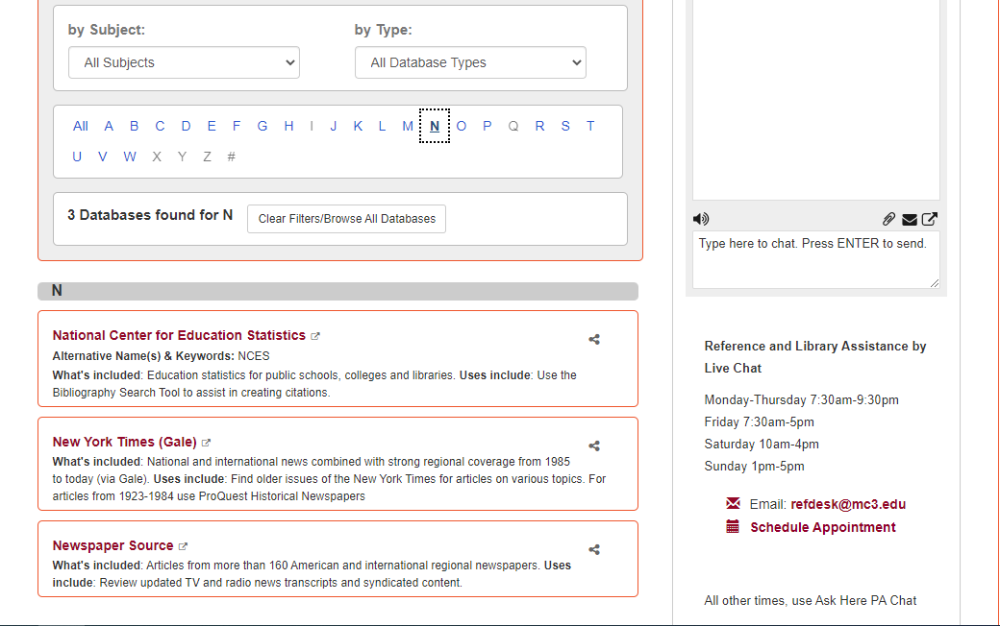 by Subject:
by Type:
All Subjects
All Database Types
All A B C D E F G H I J K L M N O P Q R S T
U V W X Y Z #
3 Databases found for N
Clear Filters/Browse All Databases
N
National Center for Education Statistics
Alternative Name(s) & Keywords: NCES
What's included: Education statistics for public schools, colleges and libraries. Uses include: Use the
Bibliography Search Tool to assist in creating citations.
New York Times (Gale)
What's included: National and international news combined with strong regional coverage from 1985
to today (via Gale). Uses include: Find older issues of the New York Times for articles on various topics. For
articles from 1923-1984 use ProQuest Historical Newspapers
Newspaper Source
What's included: Articles from more than 160 American and international regional newspapers. Uses
include: Review updated TV and radio news transcripts and syndicated content.
Type here to chat. Press ENTER to send.
Reference and Library Assistance by
Live Chat
Monday-Thursday 7:30am-9:30pm
Friday 7:30am-5pm
Saturday 10am-4pm
Sunday 1pm-5pm
Email: refdesk@mc3.edu
Schedule Appointment
All other times, use Ask Here PA Chat